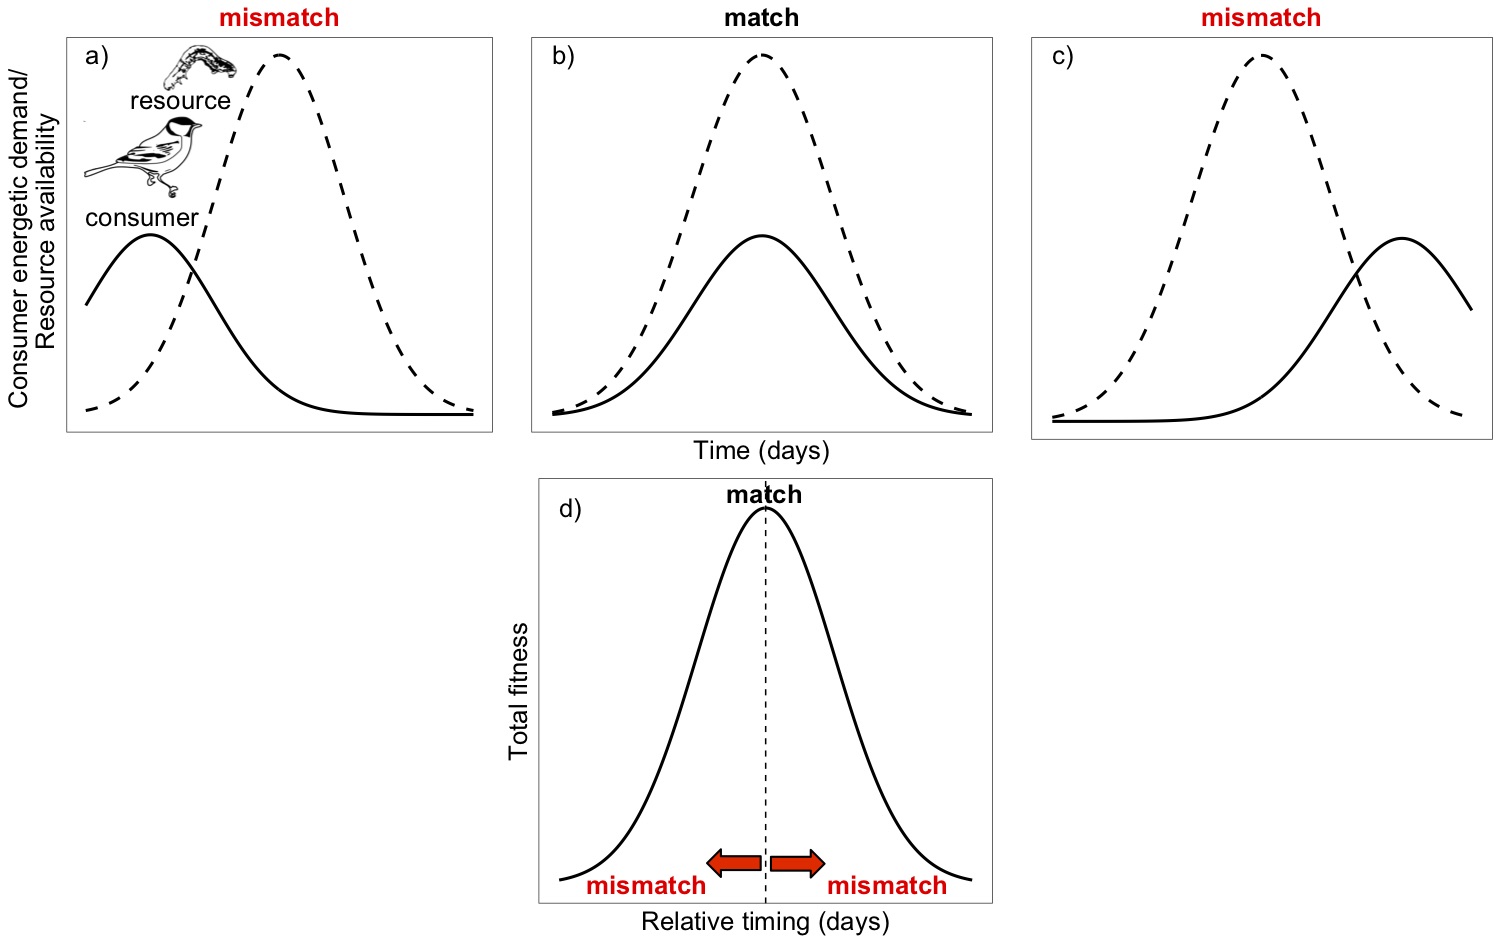 mismatch
match
mismatch
a)
resource
consumer
b)
c)
Consumer energetic demand/
Resource availability
Time (days)
d)
match
Total fitness
mismatch
mismatch
Relative timing (days)